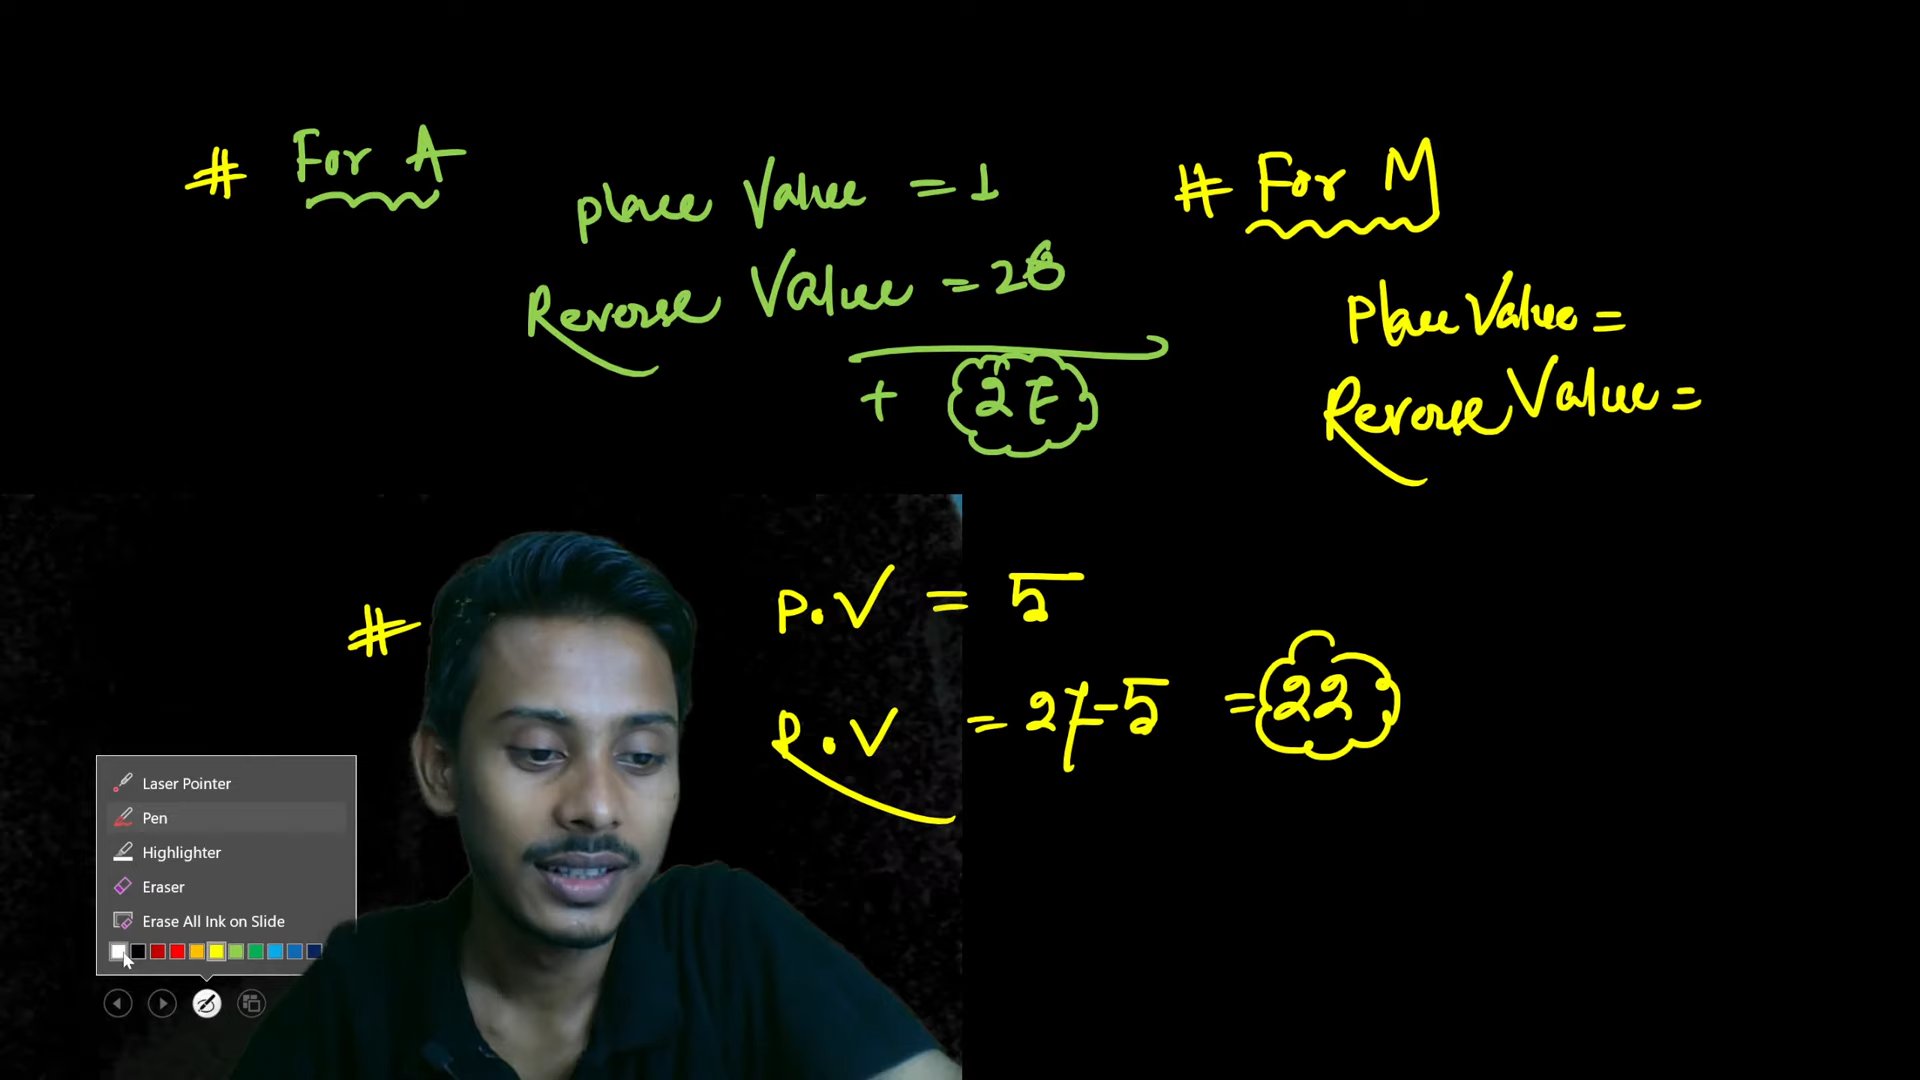 # For A
place Value = 1
Reverse Value = 26
+ 27
# For M
Place Value =
Reverse Value =
#
P.V = 5
R.V = 27-5 = 22
Laser Pointer
Pen
Highlighter
Eraser
Erase All Ink on Slide